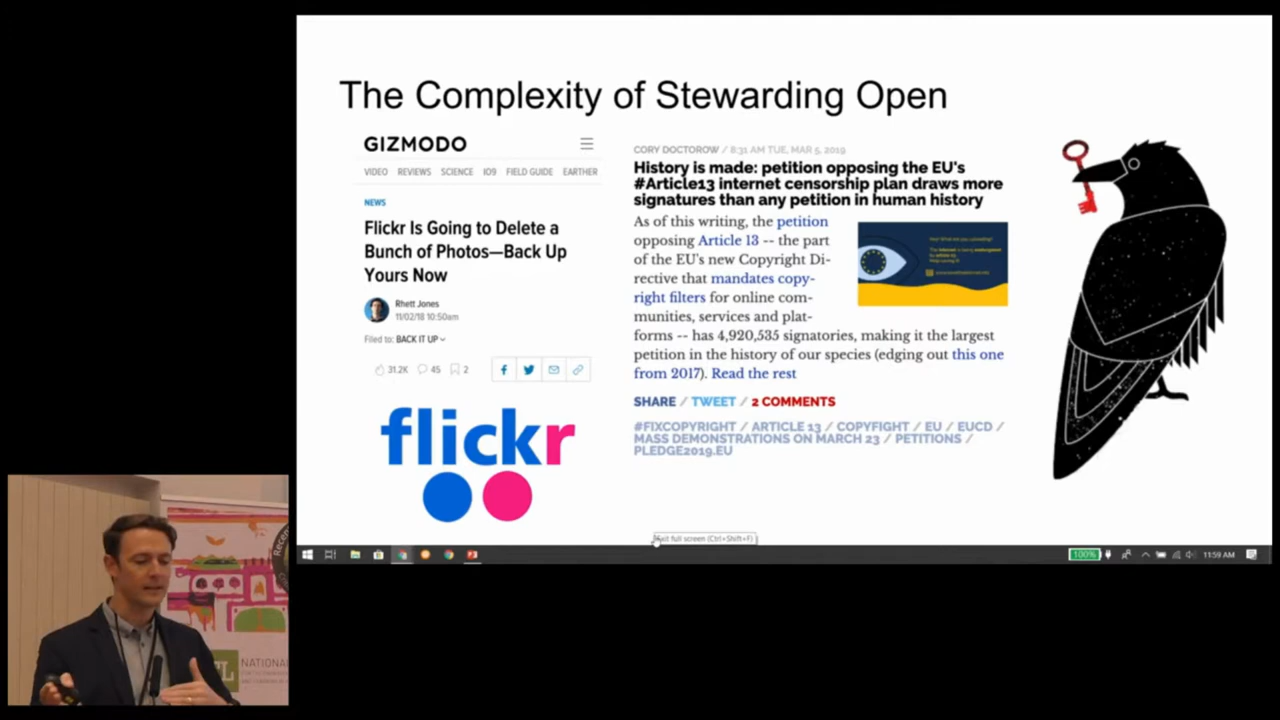 The Complexity of Stewarding Open
GIZMODO
VIDEO REVIEWS SCIENCE IO9 FIELD GUIDE EARTHER
NEWS
Flickr Is Going to Delete a
Bunch of Photos—Back Up
Yours Now
Rhett Jones
11/02/18 10:50am
Filed to: BACK IT UP
31.2K 45 2
flickr
CORY DOCTOROW / 8:31 AM TUE, MAR 5, 2019
History is made: petition opposing the EU's
#Article13 internet censorship plan draws more
signatures than any petition in human history
As of this writing, the petition
opposing Article 13 -- the part
of the EU's new Copyright Di-
rective that mandates copy-
right filters for online com-
munities, services and plat-
forms -- has 4,920,535 signatories, making it the largest
petition in the history of our species (edging out this one
from 2017). Read the rest
SHARE / TWEET / 2 COMMENTS
#FIXCOPYRIGHT / ARTICLE 13 / COPYFIGHT / EU / EUCD /
MASS DEMONSTRATIONS ON MARCH 23 / PETITIONS /
PLEDGE2019.EU
Exit full screen (Ctrl+Shift+F)
100%
11:59 AM
NATIONAL